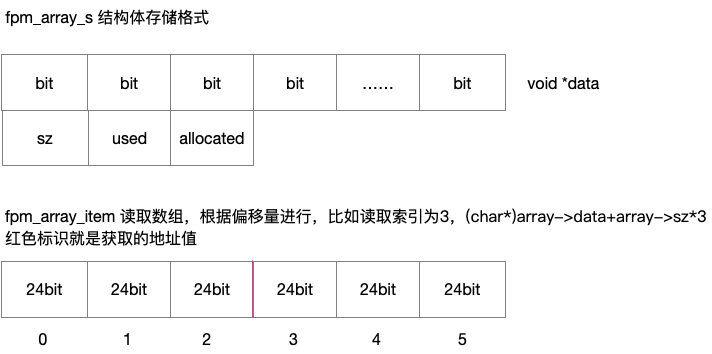 fpm_array_s 结构体存储格式
bit bit bit bit …… bit void *data
sz used allocated
fpm_array_item 读取数组，根据偏移量进行，比如读取索引为3，(char*)array->data+array->sz*3
红色标识就是获取的地址值
24bit 24bit 24bit 24bit 24bit 24bit
0 1 2 3 4 5